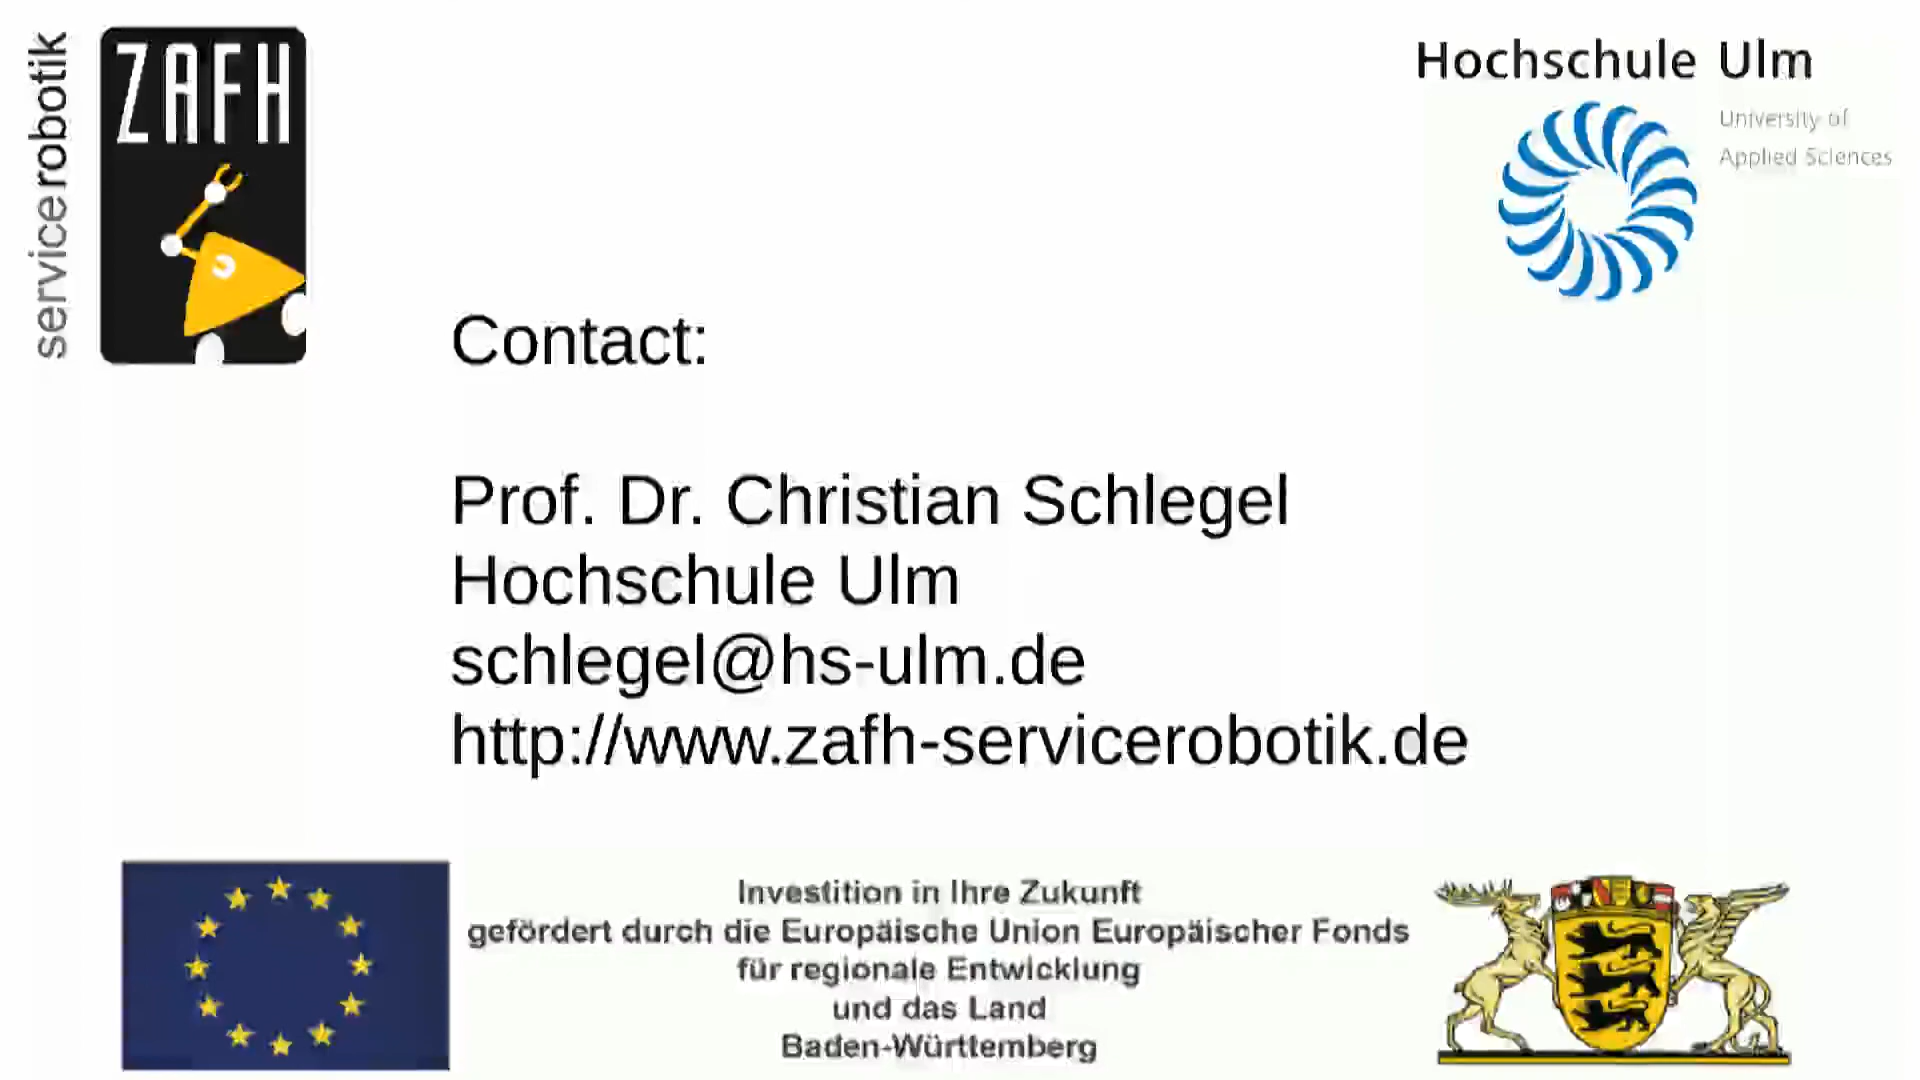 servicerobotik
ZAFH
Hochschule Ulm
University of
Applied Sciences
Contact:
Prof. Dr. Christian Schlegel
Hochschule Ulm
schlegel@hs-ulm.de
http://www.zafh-servicerobotik.de
Investition in Ihre Zukunft
gefördert durch die Europäische Union Europäischer Fonds
für regionale Entwicklung
und das Land
Baden-Württemberg